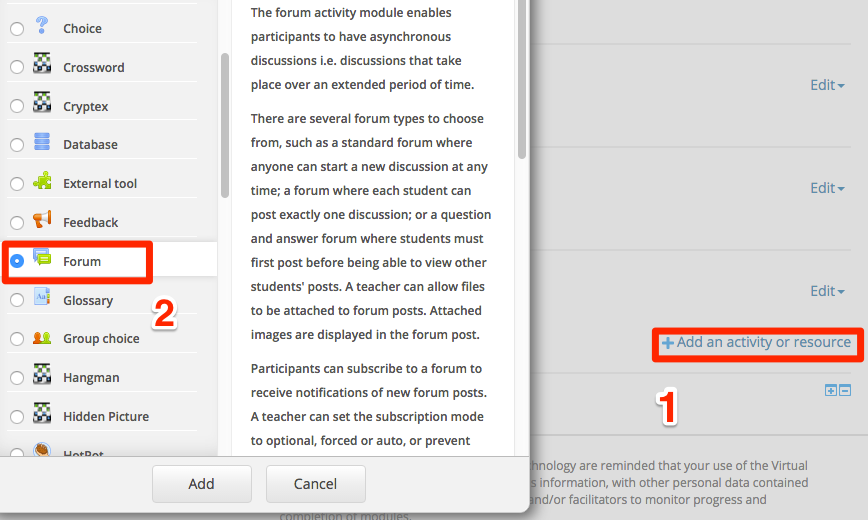 Choice
Crossword
Cryptex
Database
External tool
Feedback
Forum
Glossary
Group choice
Hangman
Hidden Picture
HotPot
2
The forum activity module enables
participants to have asynchronous
discussions i.e. discussions that take
place over an extended period of time.
There are several forum types to choose
from, such as a standard forum where
anyone can start a new discussion at any
time; a forum where each student can
post exactly one discussion; or a question
and answer forum where students must
first post before being able to view other
students' posts. A teacher can allow files
to be attached to forum posts. Attached
images are displayed in the forum post.
Participants can subscribe to a forum to
receive notifications of new forum posts.
A teacher can set the subscription mode
to optional, forced or auto, or prevent
Add
Cancel
Edit
Edit
Edit
Add an activity or resource
1
hnology are reminded that your use of the Virtual
s information, with other personal data contained
and/or facilitators to monitor progress and
completion of modules.